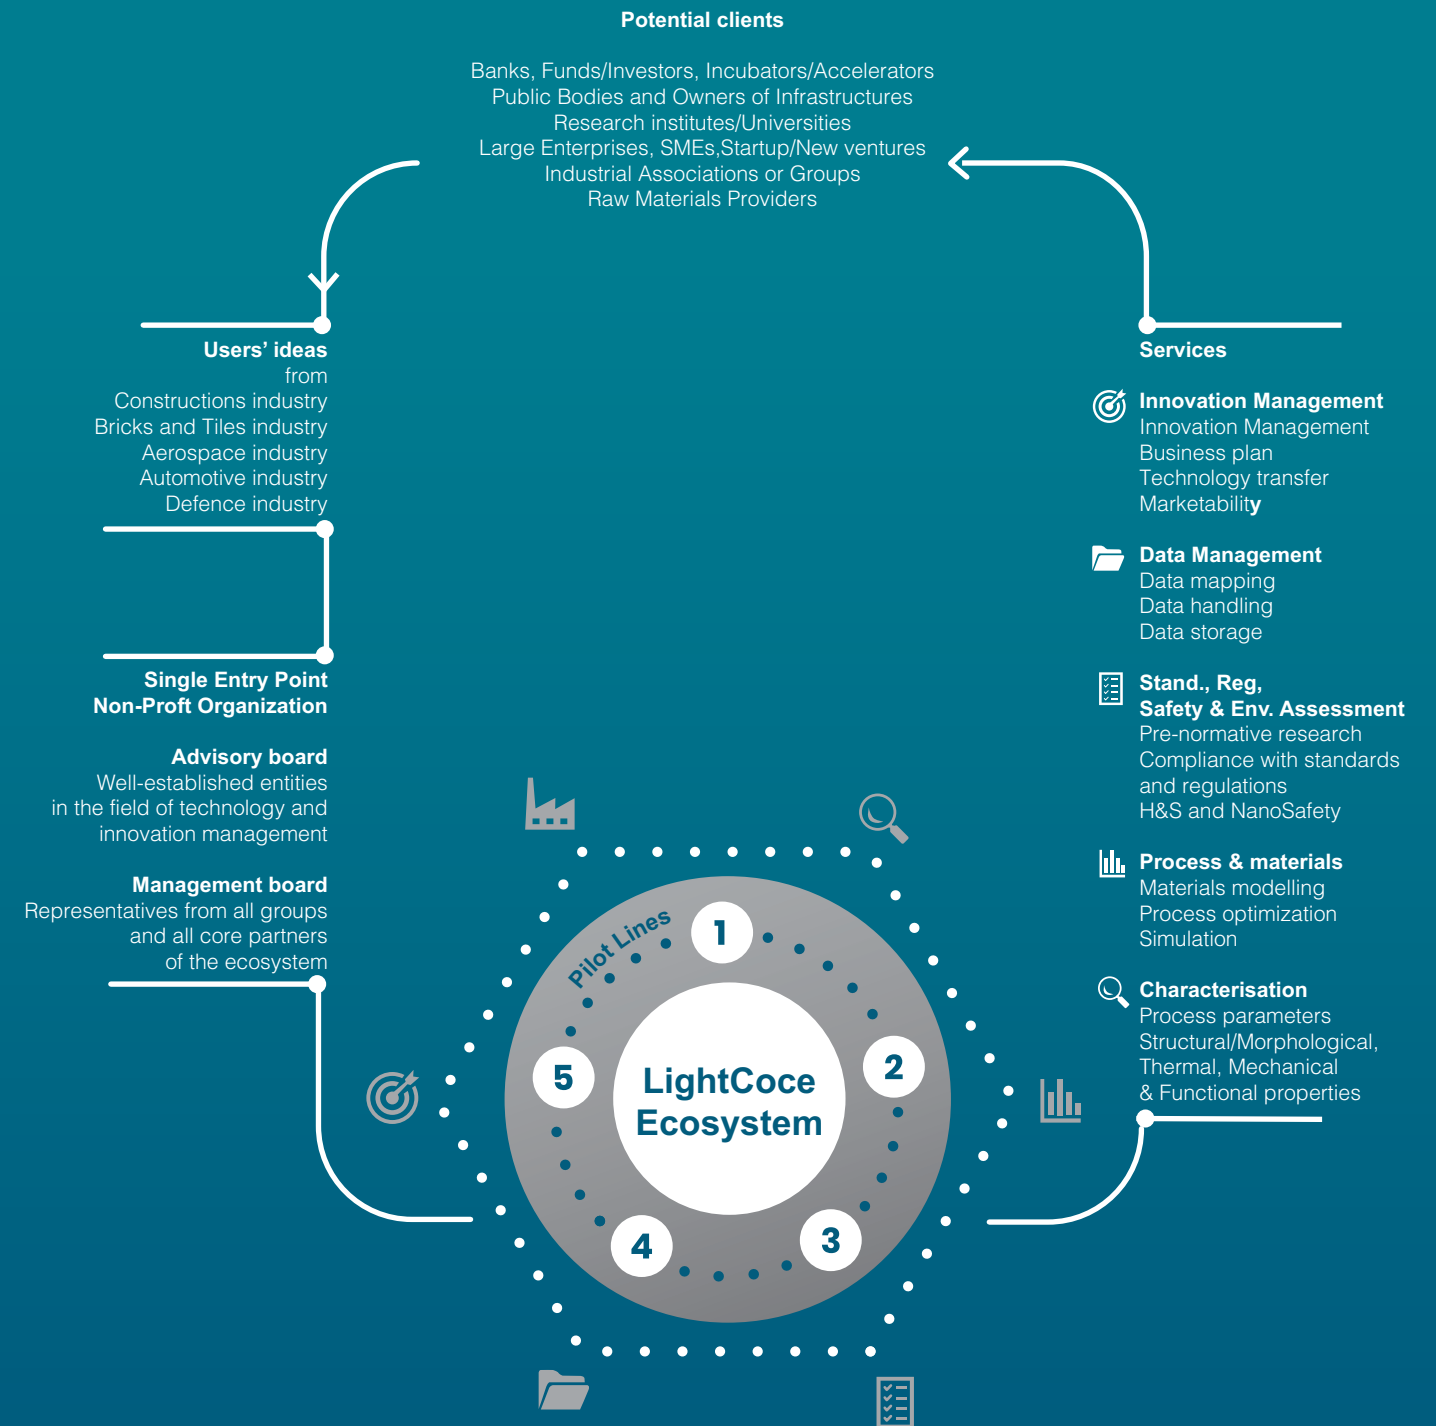 Potential clients
Banks, Funds/Investors, Incubators/Accelerators
Public Bodies and Owners of Infrastructures
Research institutes/Universities
Large Enterprises, SMEs,Startup/New ventures
Industrial Associations or Groups
Raw Materials Providers
Users’ ideas
from
Constructions industry
Bricks and Tiles industry
Aerospace industry
Automotive industry
Defence industry
Single Entry Point
Non-Proft Organization
Advisory board
Well-established entities
in the field of technology and
innovation management
Management board
Representatives from all groups
and all core partners
of the ecosystem
Pilot Lines
1
2
3
4
5
LightCoce
Ecosystem
Services
Innovation Management
Innovation Management
Business plan
Technology transfer
Marketability
Data Management
Data mapping
Data handling
Data storage
Stand., Reg,
Safety & Env. Assessment
Pre-normative research
Compliance with standards
and regulations
H&S and NanoSafety
Process & materials
Materials modelling
Process optimization
Simulation
Characterisation
Process parameters
Structural/Morphological,
Thermal, Mechanical
& Functional properties